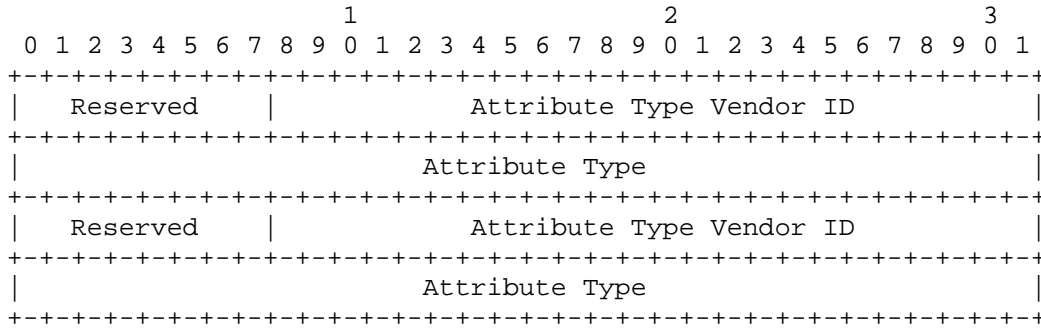 1                   2                   3
 0 1 2 3 4 5 6 7 8 9 0 1 2 3 4 5 6 7 8 9 0 1 2 3 4 5 6 7 8 9 0 1
+-+-+-+-+-+-+-+-+-+-+-+-+-+-+-+-+-+-+-+-+-+-+-+-+-+-+-+-+-+-+-+-+
|   Reserved    |            Attribute Type Vendor ID           |
+-+-+-+-+-+-+-+-+-+-+-+-+-+-+-+-+-+-+-+-+-+-+-+-+-+-+-+-+-+-+-+-+
|                         Attribute Type                        |
+-+-+-+-+-+-+-+-+-+-+-+-+-+-+-+-+-+-+-+-+-+-+-+-+-+-+-+-+-+-+-+-+
|   Reserved    |            Attribute Type Vendor ID           |
+-+-+-+-+-+-+-+-+-+-+-+-+-+-+-+-+-+-+-+-+-+-+-+-+-+-+-+-+-+-+-+-+
|                         Attribute Type                        |
+-+-+-+-+-+-+-+-+-+-+-+-+-+-+-+-+-+-+-+-+-+-+-+-+-+-+-+-+-+-+-+-+